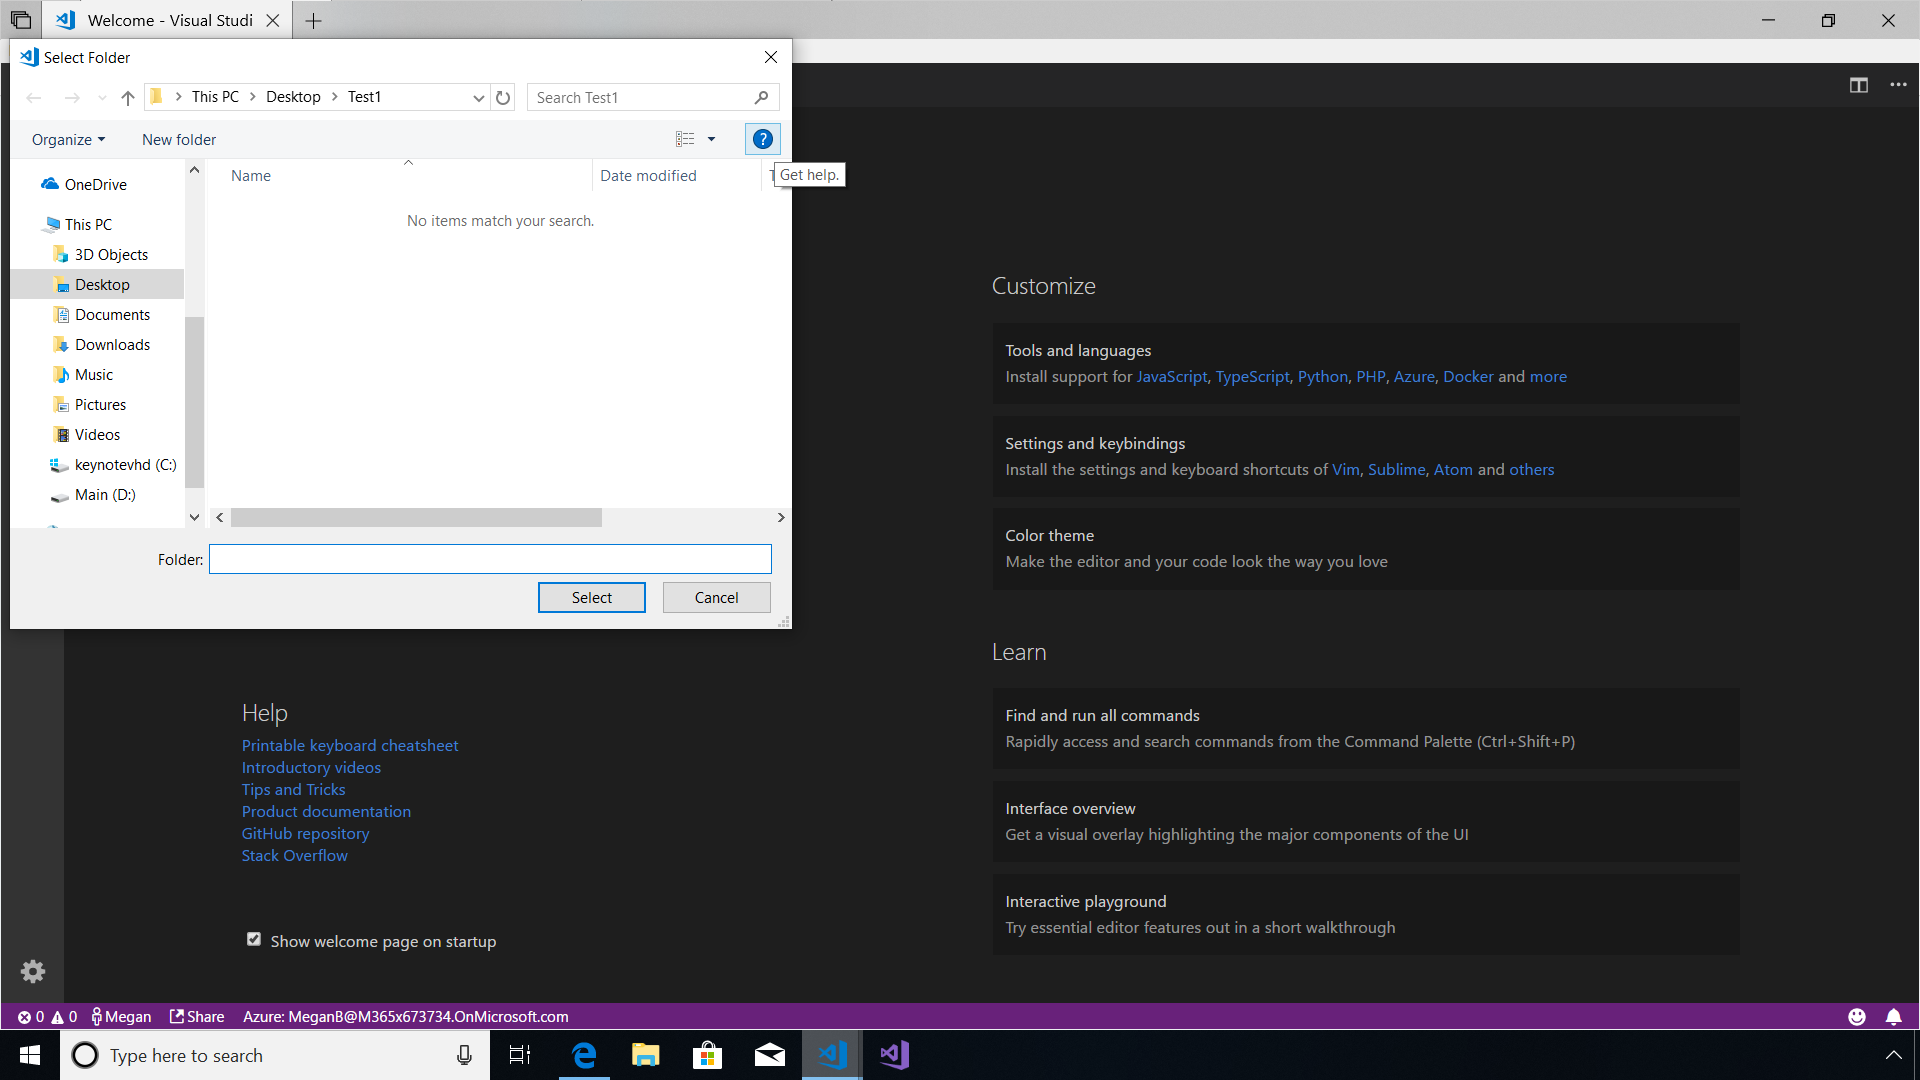 Welcome - Visual Studi
Select Folder
This PC > Desktop > Test1
Search Test1
Organize
New folder
?
Get help.
Name
Date modified
T
No items match your search.
OneDrive
This PC
3D Objects
Desktop
Documents
Downloads
Music
Pictures
Videos
keynotevhd (C:)
Main (D:)
Folder:
Select
Cancel
Customize
Tools and languages
Install support for JavaScript, TypeScript, Python, PHP, Azure, Docker and more
Settings and keybindings
Install the settings and keyboard shortcuts of Vim, Sublime, Atom and others
Color theme
Make the editor and your code look the way you love
Learn
Find and run all commands
Rapidly access and search commands from the Command Palette (Ctrl+Shift+P)
Interface overview
Get a visual overlay highlighting the major components of the UI
Interactive playground
Try essential editor features out in a short walkthrough
Help
Printable keyboard cheatsheet
Introductory videos
Tips and Tricks
Product documentation
GitHub repository
Stack Overflow
Show welcome page on startup
0 0 Megan Share Azure: MeganB@M365x673734.OnMicrosoft.com
Type here to search